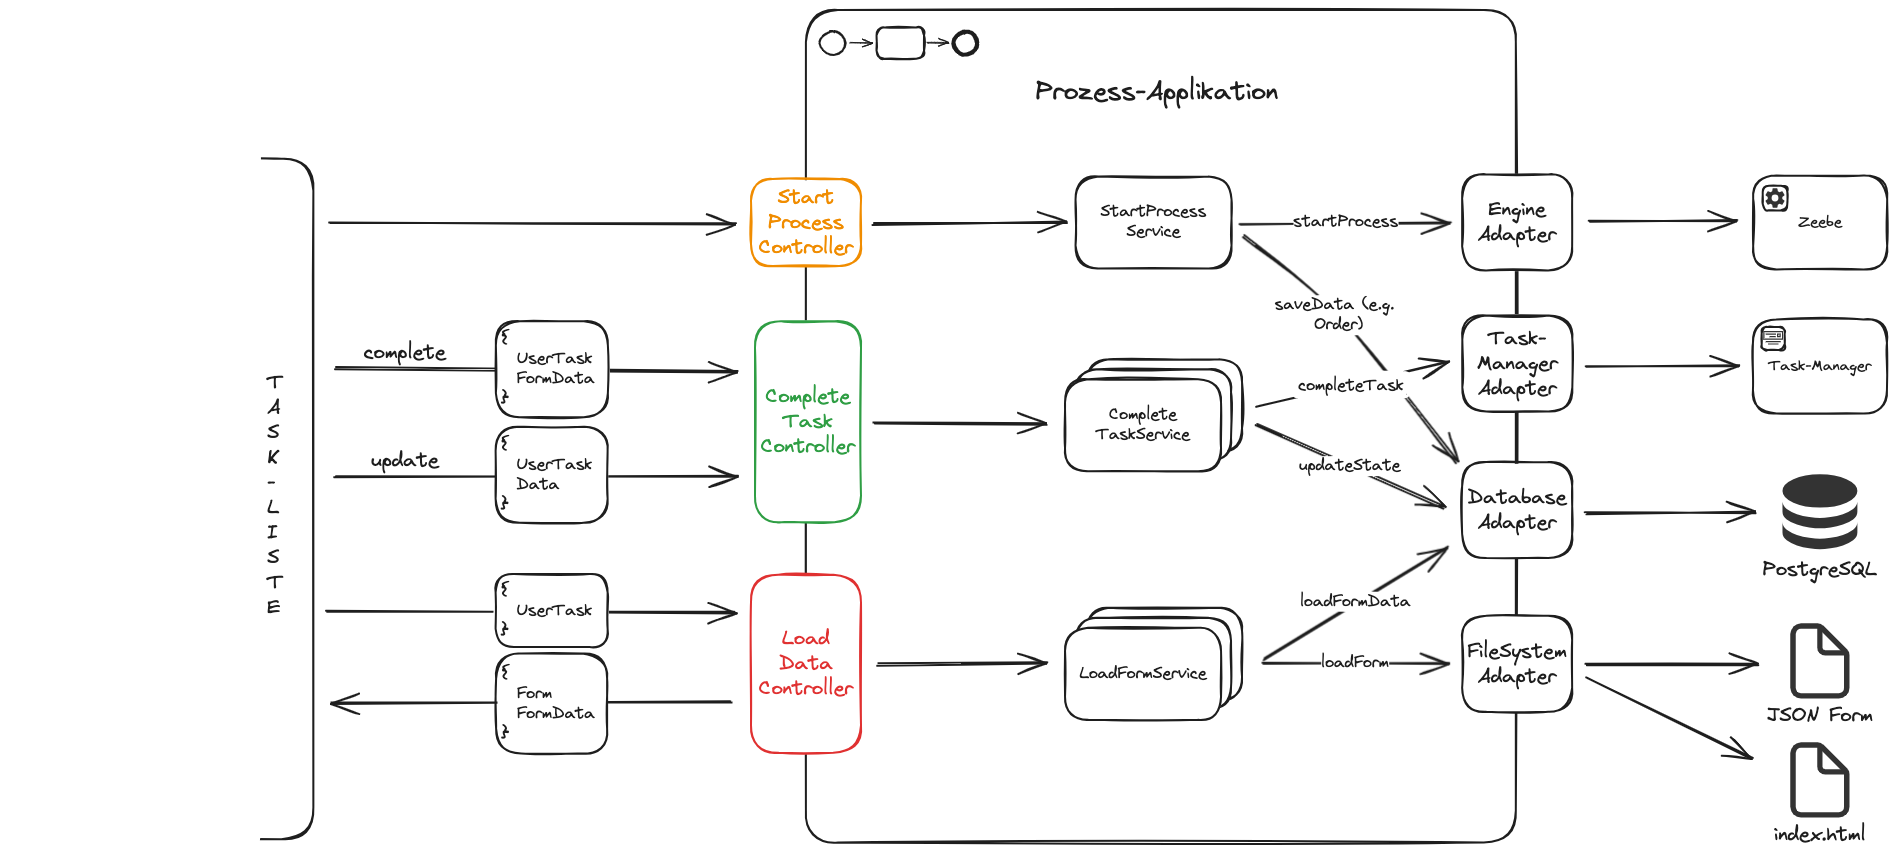 Prozess-Applikation
T
A
S
K
-
L
I
S
T
E
complete
update
{
UserTask
FormData
}
{
UserTask
Data
}
{
UserTask
}
{
Form
FormData
}
Start
Process
Controller
Complete
Task
Controller
Load
Data
Controller
StartProcess
Service
Complete
TaskService
LoadFormService
startProcess
saveData (e.g.
Order)
completeTask
updateState
loadFormData
loadForm
Engine
Adapter
Task-
Manager
Adapter
Database
Adapter
FileSystem
Adapter
Zeebe
Task-Manager
PostgreSQL
JSON Form
index.html